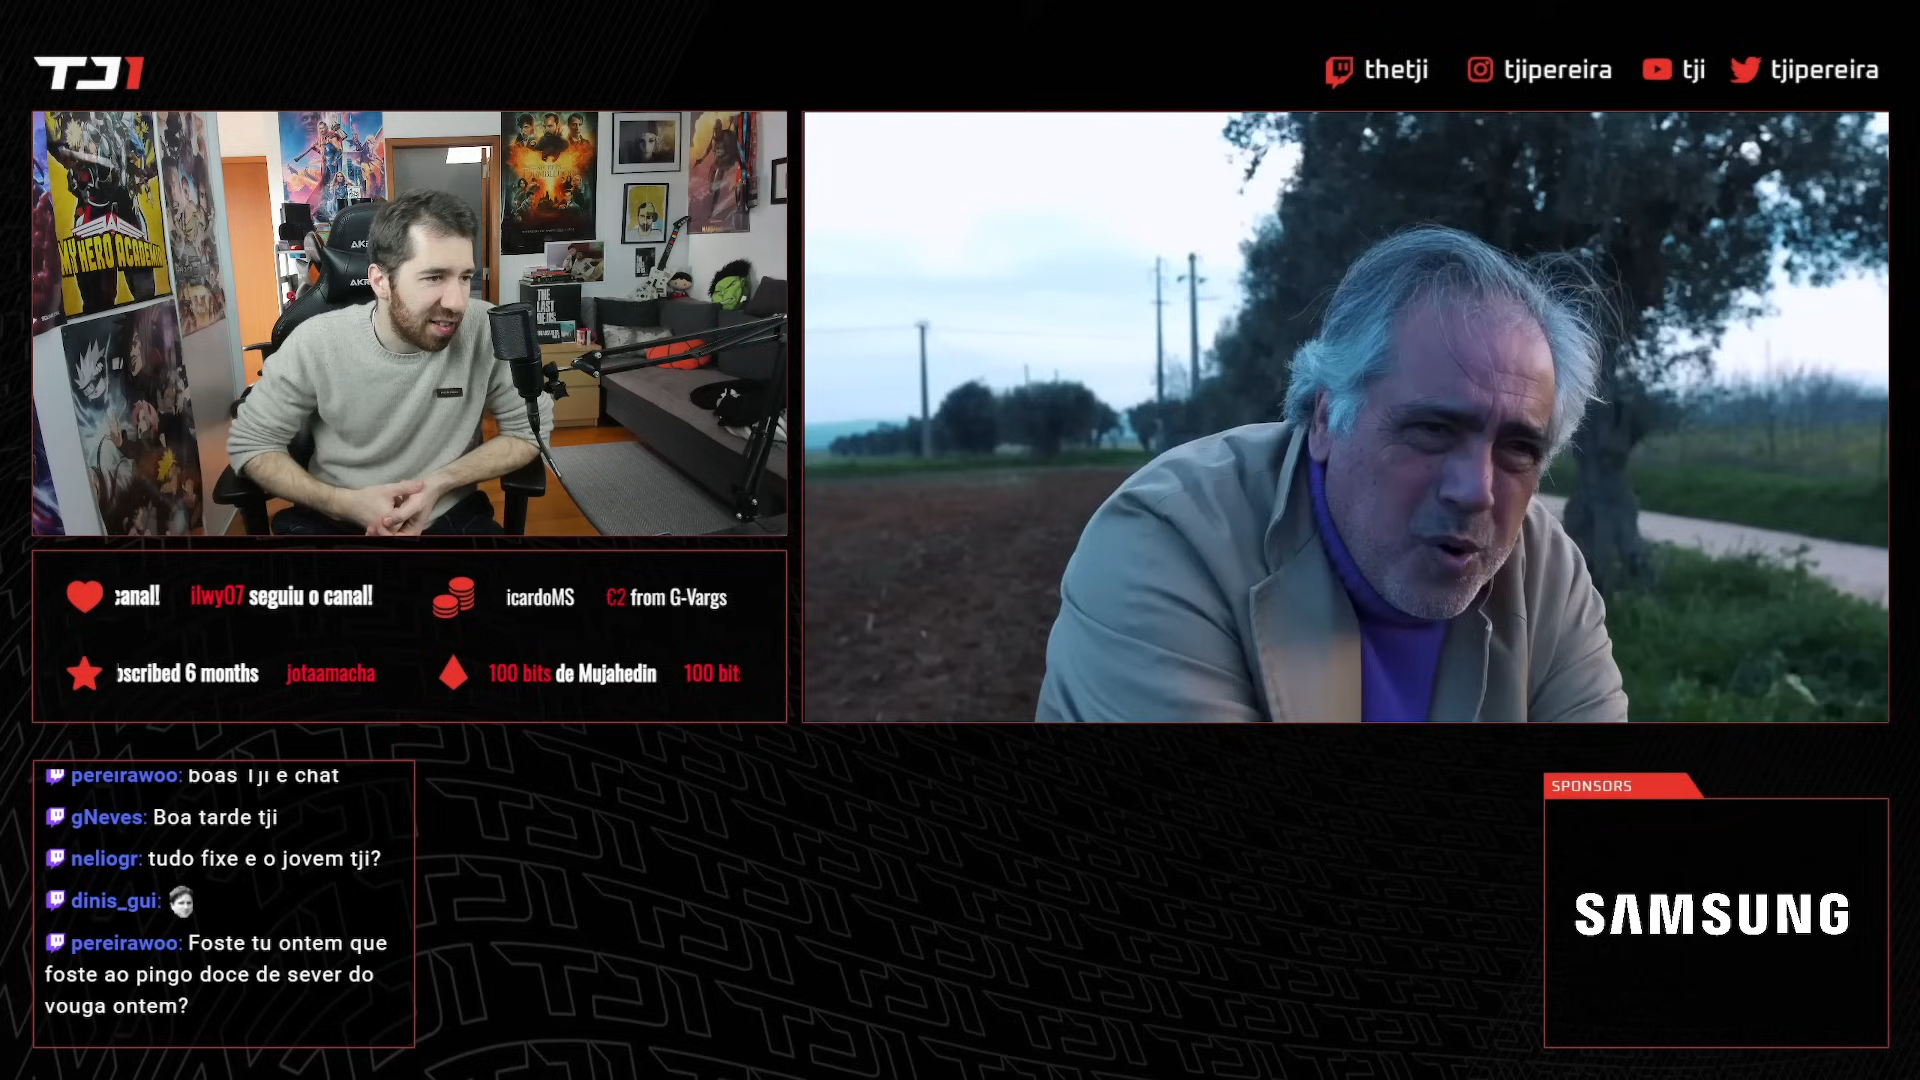 TJ1
thetji
tjipereira
tji
tjipereira
MY HERO ACADEMIA
AKRA
THE
LAST
OF US
canal! ilwy07 seguiu o canal!
icardoMS €2 from G-Vargs
bscribed 6 months jotaamacha
100 bits de Mujahedin 100 bit
pereirawoo: boas Tji e chat
gNeves: Boa tarde tji
neliogr: tudo fixe e o jovem tji?
dinis_gui:
pereirawoo: Foste tu ontem que
foste ao pingo doce de sever do
vouga ontem?
SPONSORS
SAMSUNG